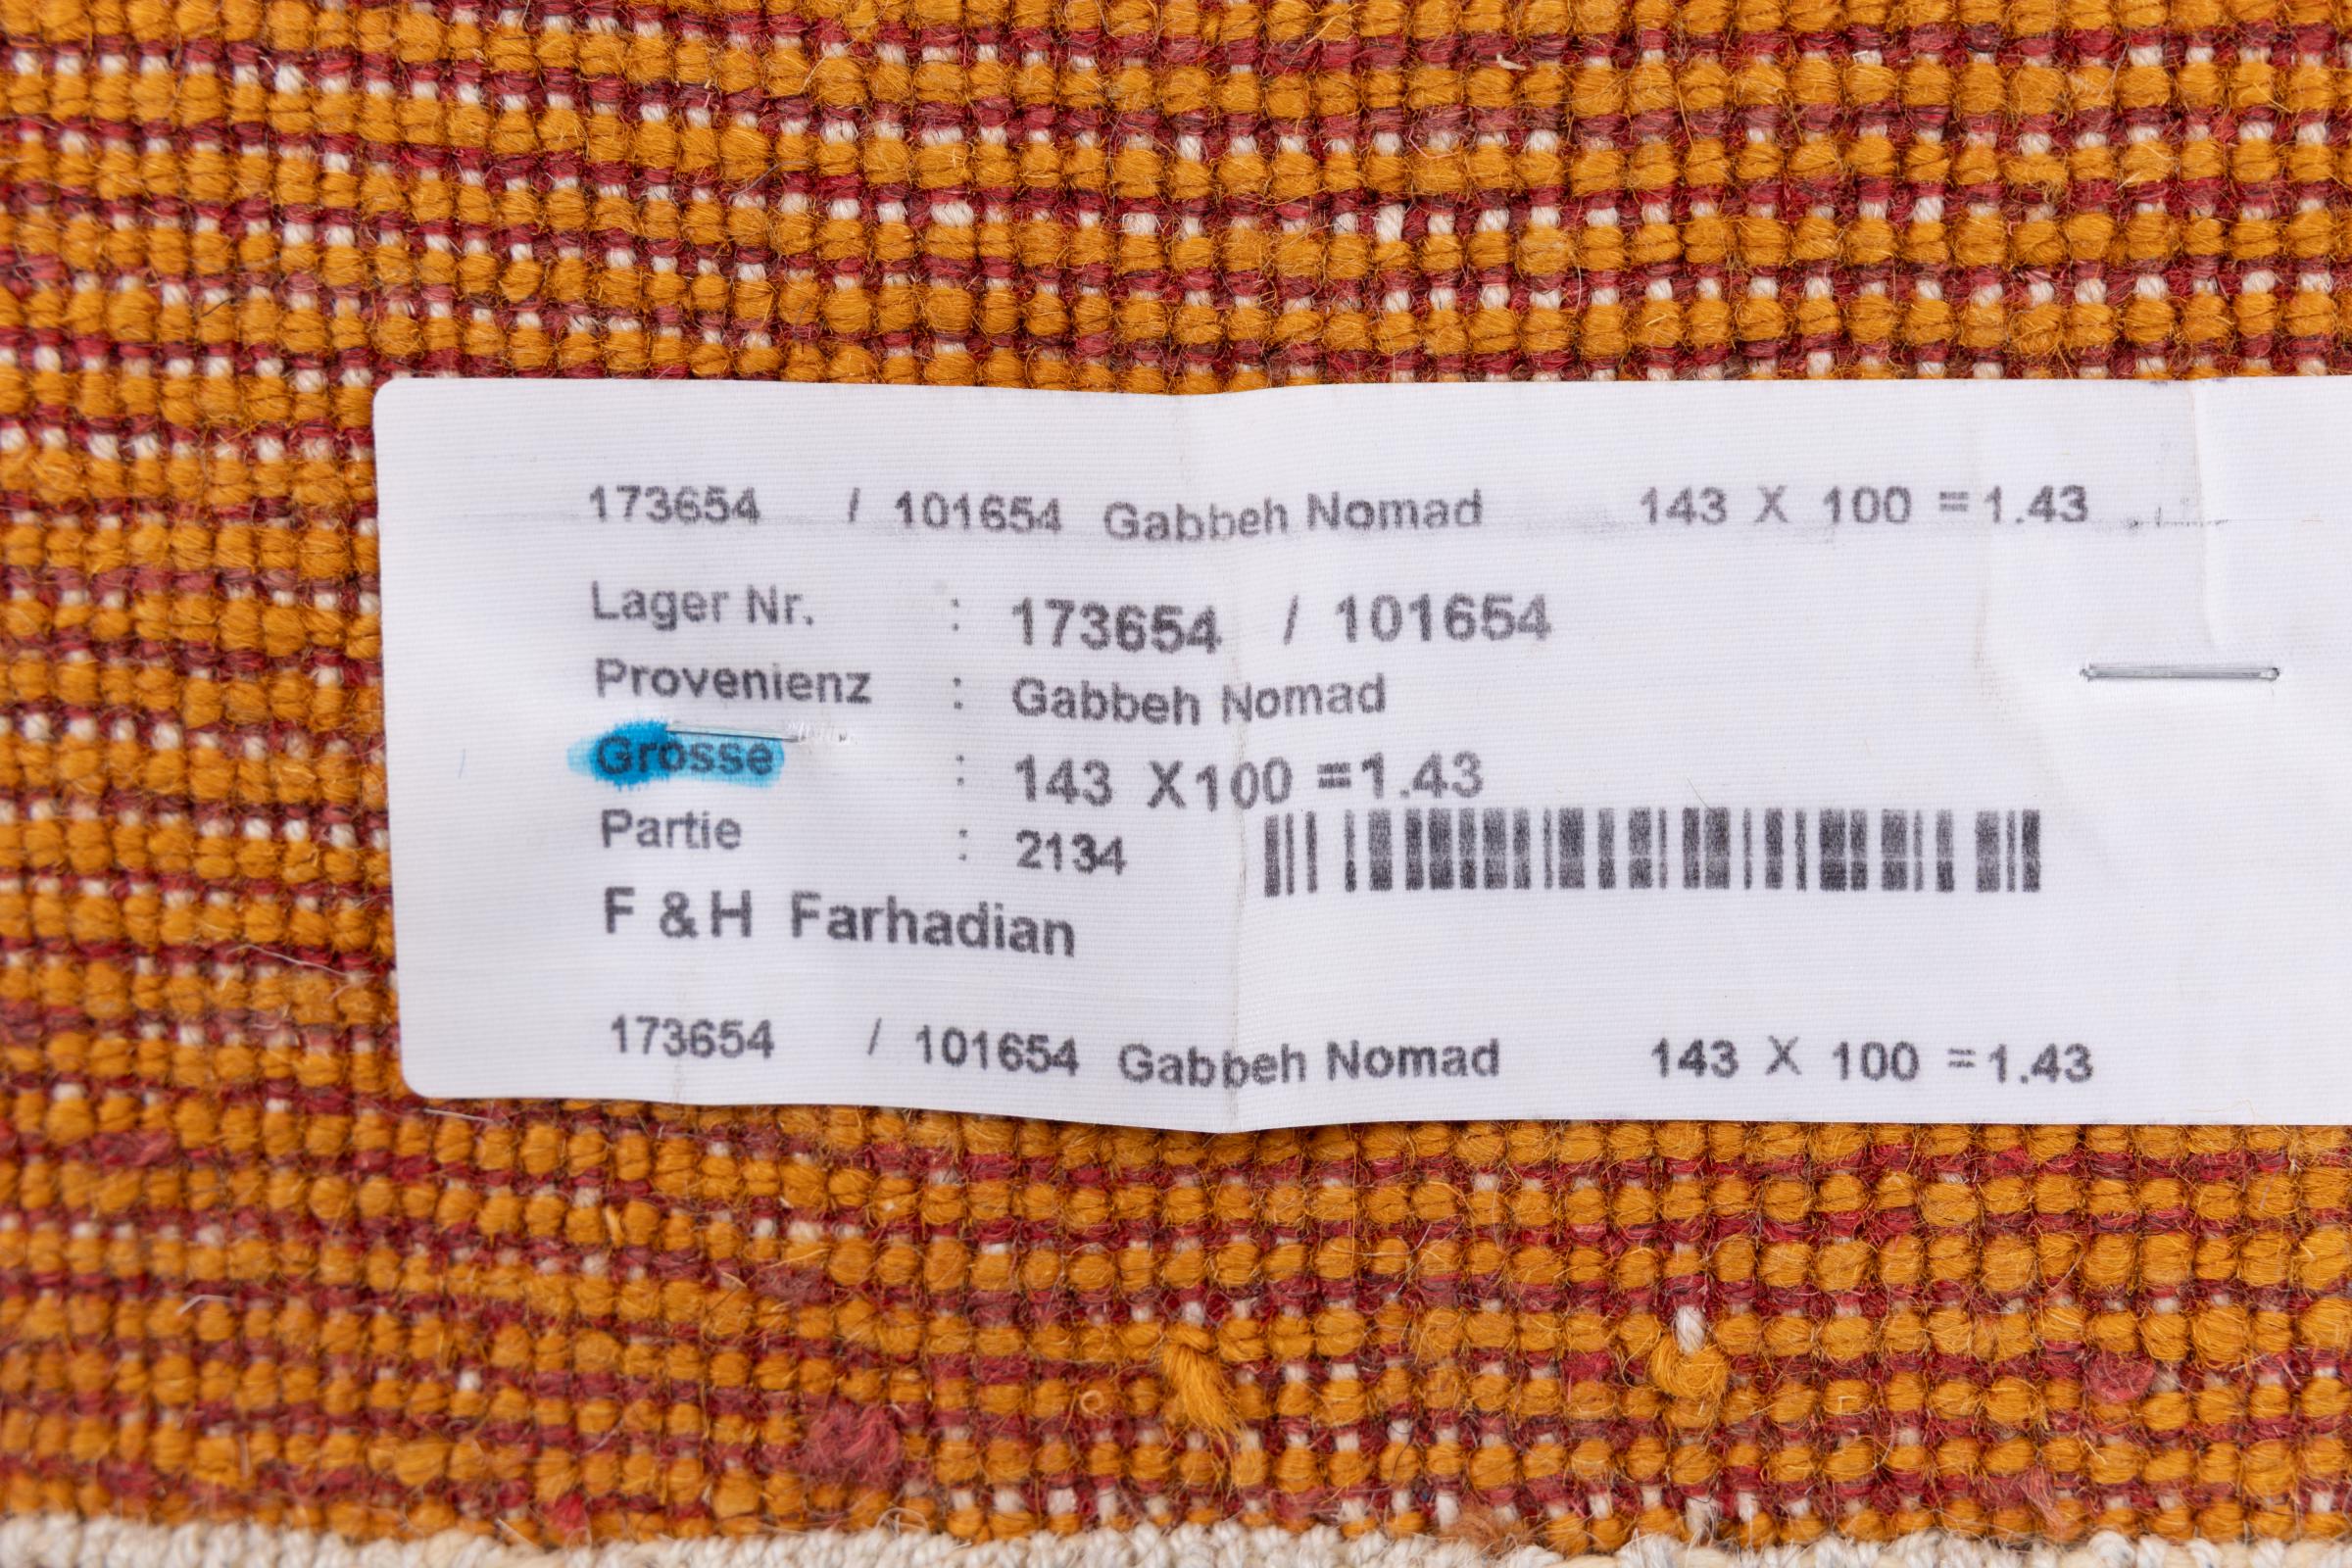 173654 / 101654 Gabbeh Nomad 143 X 100 =1.43
Lager Nr. : 173654 / 101654
Provenienz : Gabbeh Nomad
Grosse : 143 X100 =1.43
Partie : 2134
F & H Farhadian
173654 / 101654 Gabbeh Nomad 143 X 100 =1.43